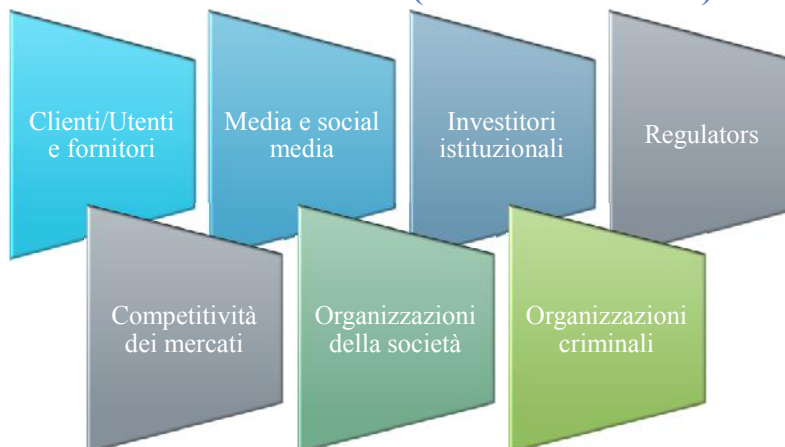 Clienti/Utenti
e fornitori
Media e social
media
Investitori
istituzionali
Regulators
Competitività
dei mercati
Organizzazioni
della società
Organizzazioni
criminali